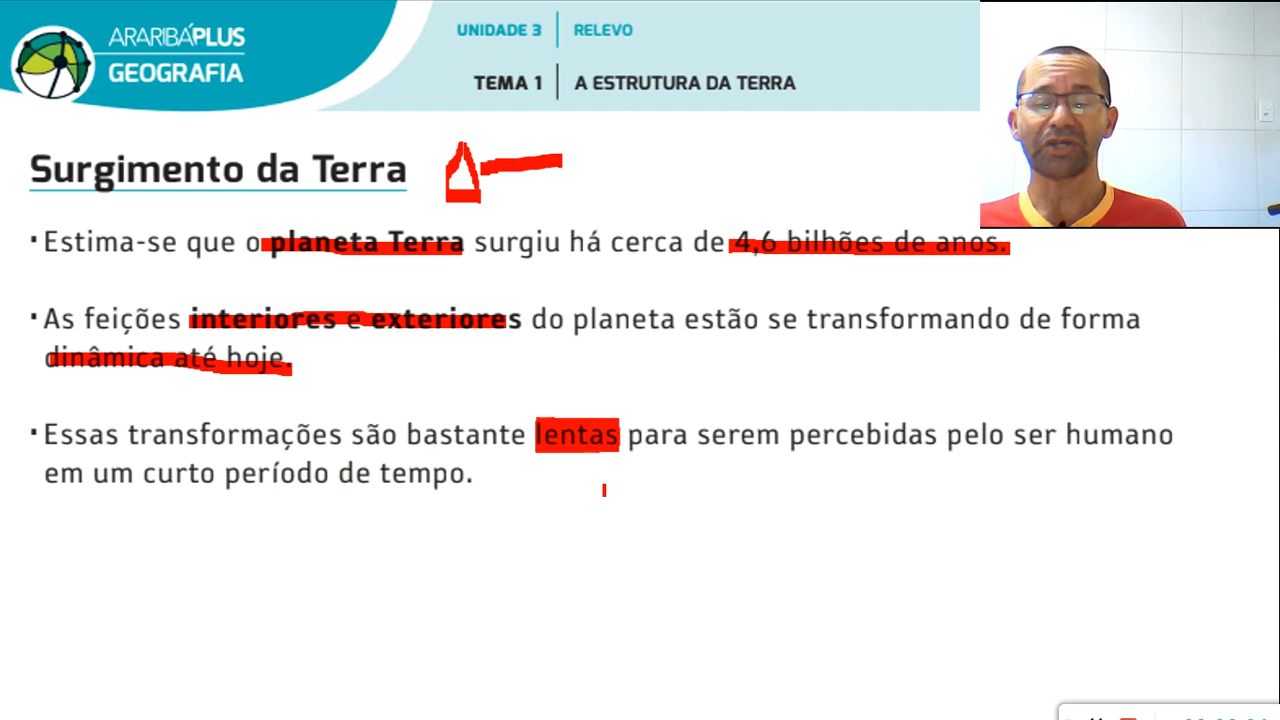 ARARIBÁPLUS
GEOGRAFIA
UNIDADE 3
RELEVO
TEMA 1
A ESTRUTURA DA TERRA
Surgimento da Terra
· Estima-se que o planeta Terra surgiu há cerca de 4,6 bilhões de anos.
· As feições interiores e exteriores do planeta estão se transformando de forma
dinâmica até hoje.
· Essas transformações são bastante lentas para serem percebidas pelo ser humano
em um curto período de tempo.